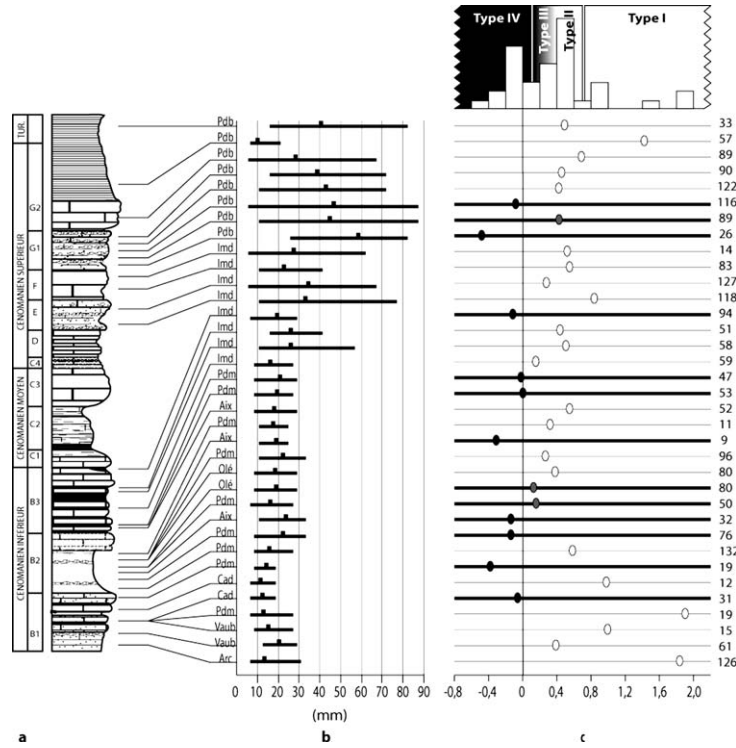 Type IV Type III Type II Type I
TUR.
CENOMANIEN SUPERIEUR
CENOMANIEN MOYEN
CENOMANIEN INFERIEUR
G2
G1
F
E
D
C4
C3
C2
C1
B3
B2
B1
Pdb
Pdb
Pdb
Pdb
Pdb
Pdb
Pdb
Imd
Imd
Imd
Imd
Imd
Imd
Imd
Pdm
Pdm
Aix
Pdm
Aix
Pdm
Olé
Olé
Pdm
Aix
Pdm
Pdm
Pdm
Cad
Cad
Pdm
Vaub
Vaub
Arc
33
57
89
90
122
116
89
26
14
83
127
118
94
51
58
59
47
53
52
11
9
96
80
80
50
32
76
132
19
12
31
19
15
61
126
0 10 20 30 40 50 60 70 80 90
(mm)
-0,8 -0,4 0 0,4 0,8 1,2 1,6 2,0
a b c